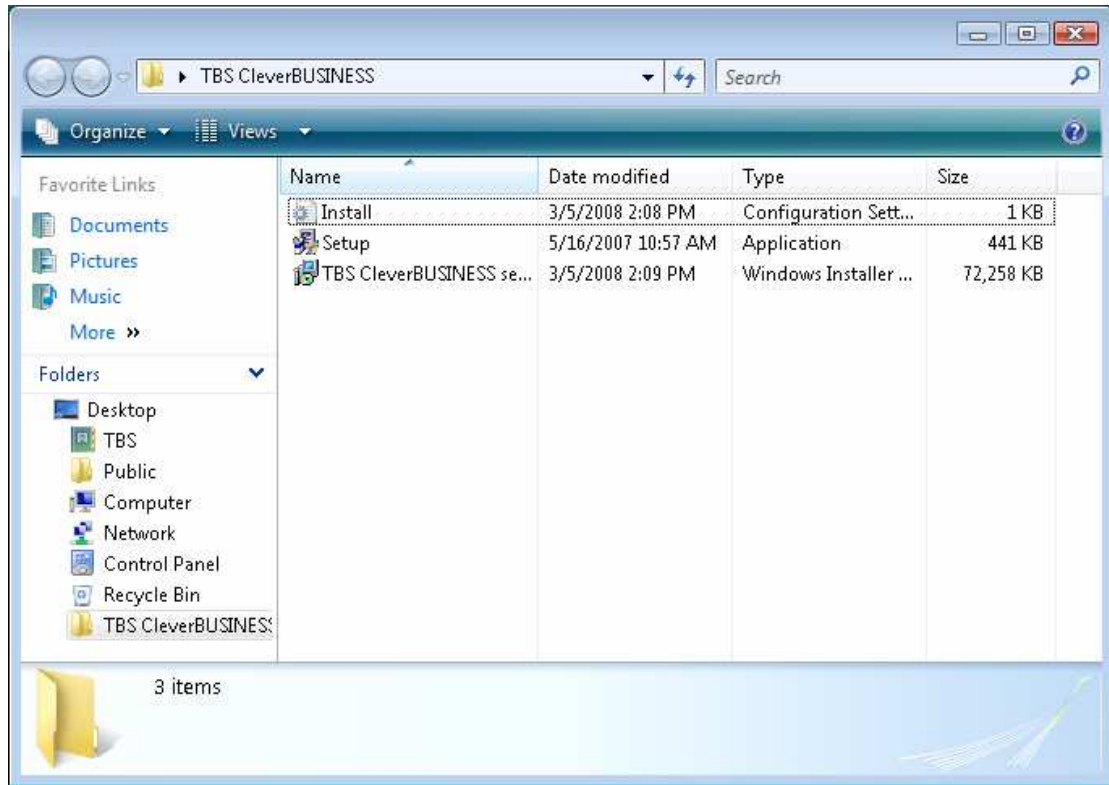 TBS CleverBUSINESS
Search
Organize Views
Favorite Links
Documents
Pictures
Music
More »
Folders
Desktop
TBS
Public
Computer
Network
Control Panel
Recycle Bin
TBS CleverBUSINESS
Name Date modified Type Size
Install 3/5/2008 2:08 PM Configuration Sett... 1 KB
Setup 5/16/2007 10:57 AM Application 441 KB
TBS CleverBUSINESS se... 3/5/2008 2:09 PM Windows Installer ... 72,258 KB
3 items